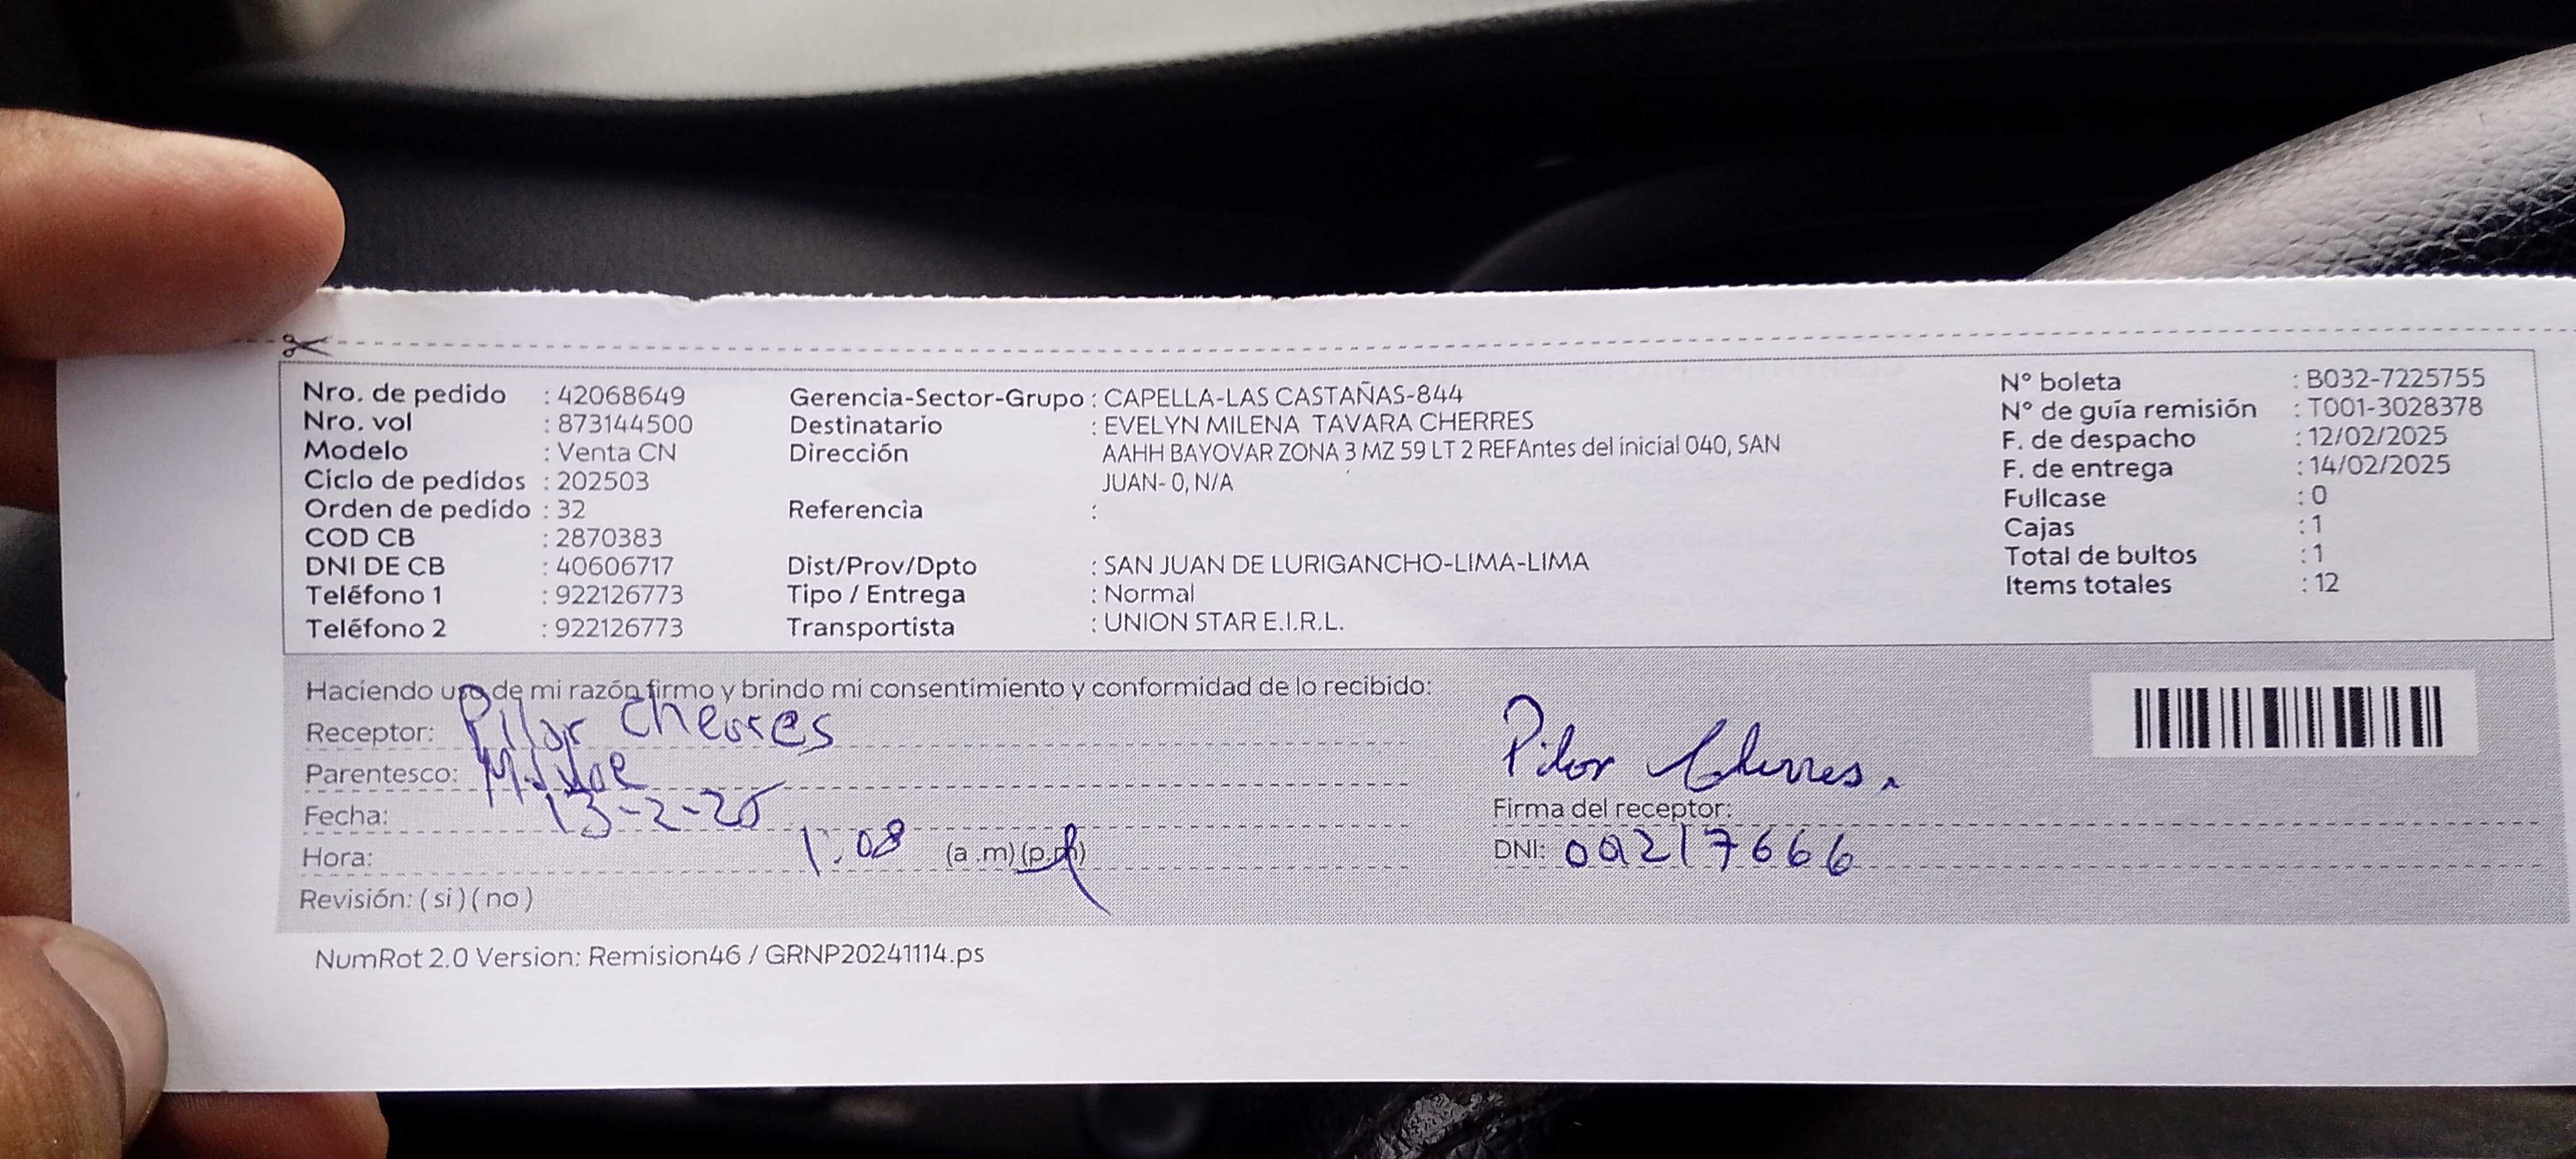 Nro. de pedido : 42068649
Nro. vol : 873144500
Modelo : Venta CN
Ciclo de pedidos : 202503
Orden de pedido : 32
COD CB : 2870383
DNI DE CB : 40606717
Teléfono 1 : 922126773
Teléfono 2 : 922126773
Gerencia-Sector-Grupo : CAPELLA-LAS CASTAÑAS-844
Destinatario : EVELYN MILENA TAVARA CHERRES
Dirección AAHH BAYOVAR ZONA 3 MZ 59 LT 2 REFAntes del inicial 040, SAN
JUAN- 0, N/A
Referencia :
Dist/Prov/Dpto : SAN JUAN DE LURIGANCHO-LIMA-LIMA
Tipo / Entrega : Normal
Transportista : UNION STAR E.I.R.L.
N° boleta : B032-7225755
N° de guía remisión : T001-3028378
F. de despacho : 12/02/2025
F. de entrega : 14/02/2025
Fullcase : 0
Cajas : 1
Total de bultos : 1
Items totales : 12
Haciendo uso de mi razón firmo y brindo mi consentimiento y conformidad de lo recibido:
Receptor: Pilar Cherres
Parentesco:
Fecha: 13-2-25
Hora: 1:08 (a.m)(p.m)
Revisión: ( si ) ( no )
Pilar Cherres.
Firma del receptor:
DNI: 00217666
NumRot 2.0 Version: Remision46 / GRNP20241114.ps